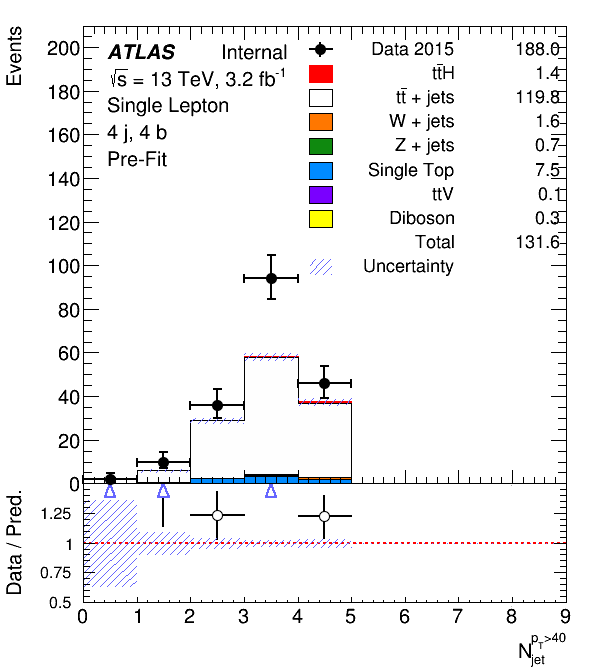 Events
ATLAS Internal
√s = 13 TeV, 3.2 fb⁻¹
Single Lepton
4 j, 4 b
Pre-Fit
Data 2015 188.0
tt̄H 1.4
tt̄ + jets 119.8
W + jets 1.6
Z + jets 0.7
Single Top 7.5
ttV 0.1
Diboson 0.3
Total 131.6
Uncertainty
200
180
160
140
120
100
80
60
40
20
0
Data / Pred.
1.25
1
0.75
0.5
0 1 2 3 4 5 6 7 8 9
N_jet^{p_T>40}